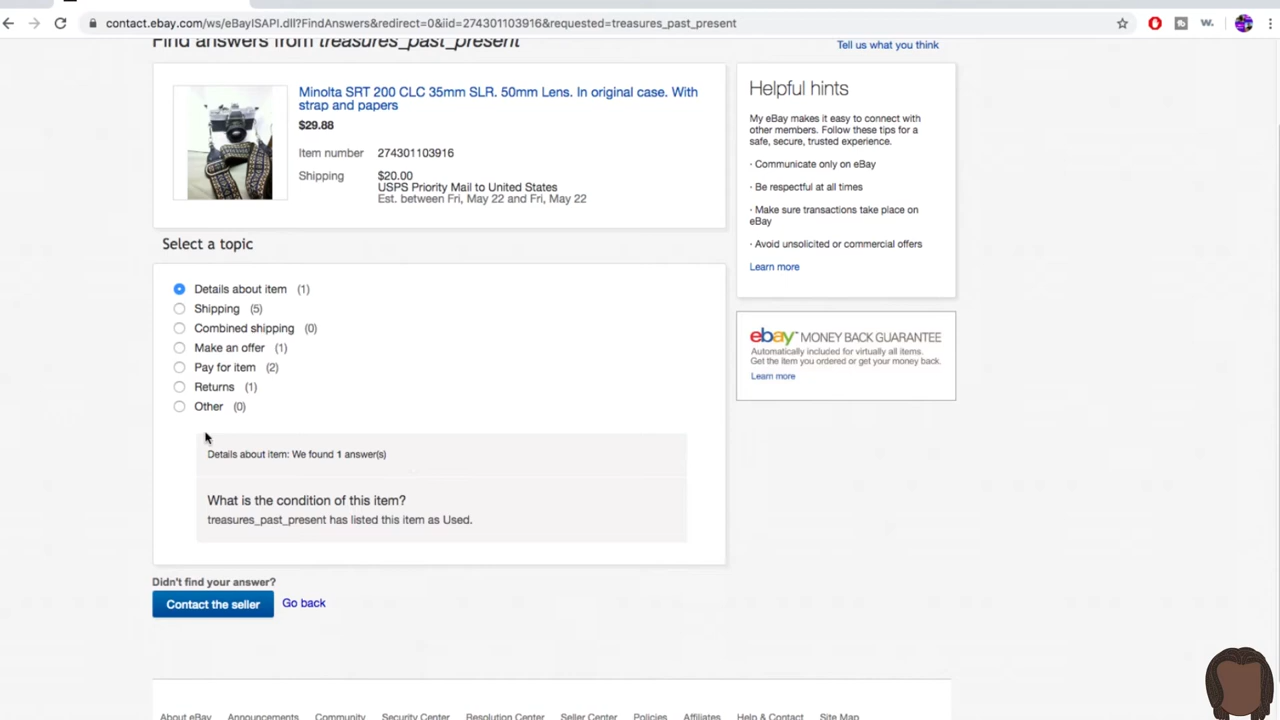 contact.ebay.com/ws/eBayISAPI.dll?FindAnswers&redirect=0&iid=274301103916&requested=treasures_past_present
W.
Find answers from treasures_past_present
Tell us what you think
Minolta SRT 200 CLC 35mm SLR. 50mm Lens. In original case. With
strap and papers
$29.88
Item number 274301103916
Shipping $20.00
USPS Priority Mail to United States
Est. between Fri, May 22 and Fri, May 22
Helpful hints
My eBay makes it easy to connect with
other members. Follow these tips for a
safe, secure, trusted experience.
· Communicate only on eBay
· Be respectful at all times
· Make sure transactions take place on
eBay
· Avoid unsolicited or commercial offers
Learn more
Select a topic
Details about item (1)
Shipping (5)
Combined shipping (0)
Make an offer (1)
Pay for item (2)
Returns (1)
Other (0)
ebay™ MONEY BACK GUARANTEE
Automatically included for virtually all items.
Get the item you ordered or get your money back.
Learn more
Details about item: We found 1 answer(s)
What is the condition of this item?
treasures_past_present has listed this item as Used.
Didn't find your answer?
Contact the seller Go back
About eBay Announcements Community Security Center Resolution Center Seller Center Policies Affiliates Help & Contact Site Map